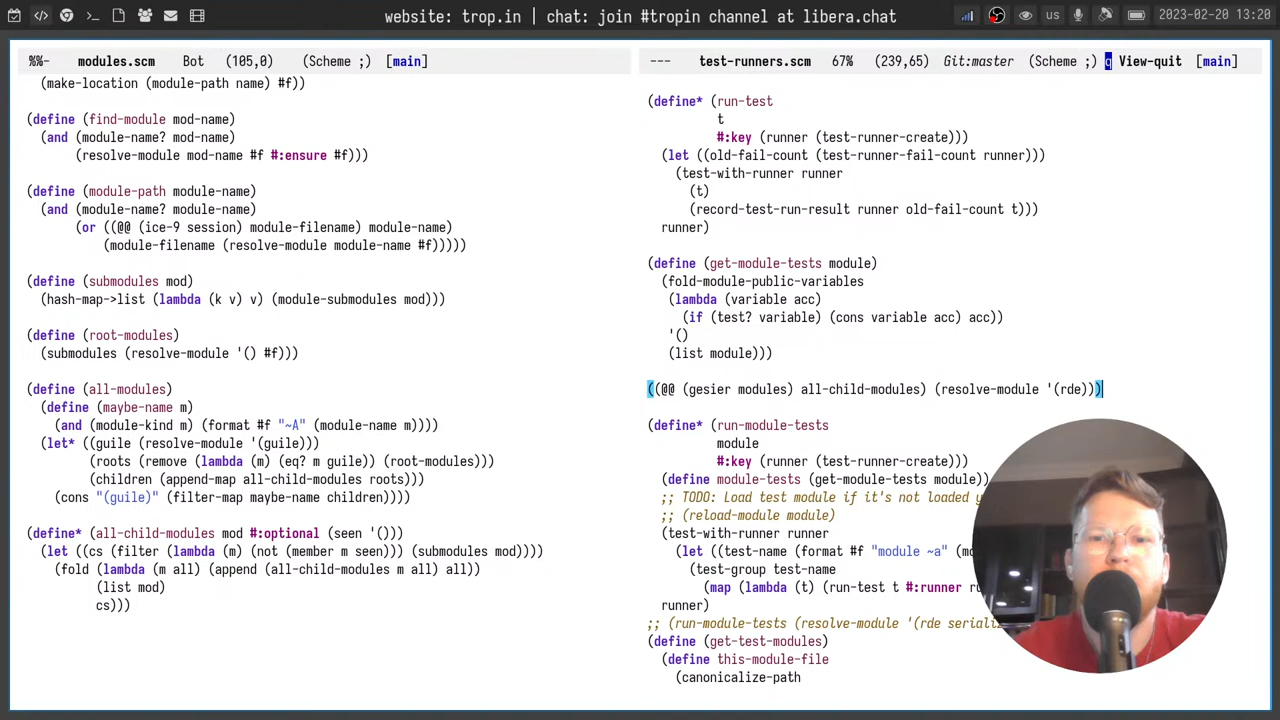 website: trop.in | chat: join #tropin channel at libera.chat
us
2023-02-20 13:20
%%- modules.scm Bot (105,0) (Scheme ;) [main]
(make-location (module-path name) #f))
(define (find-module mod-name)
(and (module-name? mod-name)
(resolve-module mod-name #f #:ensure #f)))
(define (module-path module-name)
(and (module-name? module-name)
(or ((@@ (ice-9 session) module-filename) module-name)
(module-filename (resolve-module module-name #f)))))
(define (submodules mod)
(hash-map->list (lambda (k v) v) (module-submodules mod)))
(define (root-modules)
(submodules (resolve-module '() #f)))
(define (all-modules)
(define (maybe-name m)
(and (module-kind m) (format #f "~A" (module-name m))))
(let* ((guile (resolve-module '(guile)))
(roots (remove (lambda (m) (eq? m guile)) (root-modules)))
(children (append-map all-child-modules roots)))
(cons "(guile)" (filter-map maybe-name children))))
(define* (all-child-modules mod #:optional (seen '()))
(let ((cs (filter (lambda (m) (not (member m seen))) (submodules mod))))
(fold (lambda (m all) (append (all-child-modules m all) all))
(list mod)
cs)))
--- test-runners.scm 67% (239,65) Git:master (Scheme ;) q View-quit [main]
(define* (run-test
t
#:key (runner (test-runner-create)))
(let ((old-fail-count (test-runner-fail-count runner)))
(test-with-runner runner
(t)
(record-test-run-result runner old-fail-count t)))
runner)
(define (get-module-tests module)
(fold-module-public-variables
(lambda (variable acc)
(if (test? variable) (cons variable acc) acc))
'()
(list module)))
((@@ (gesier modules) all-child-modules) (resolve-module '(rde)))
(define* (run-module-tests
module
#:key (runner (test-runner-create)))
(define module-tests (get-module-tests module))
;; TODO: Load test module if it's not loaded
;; (reload-module module)
(test-with-runner runner
(let ((test-name (format #f "module ~a"
(test-group test-name
(map (lambda (t) (run-test t #:runner
runner)
;; (run-module-tests (resolve-module '(rde
(define (get-test-modules)
(define this-module-file
(canonicalize-path